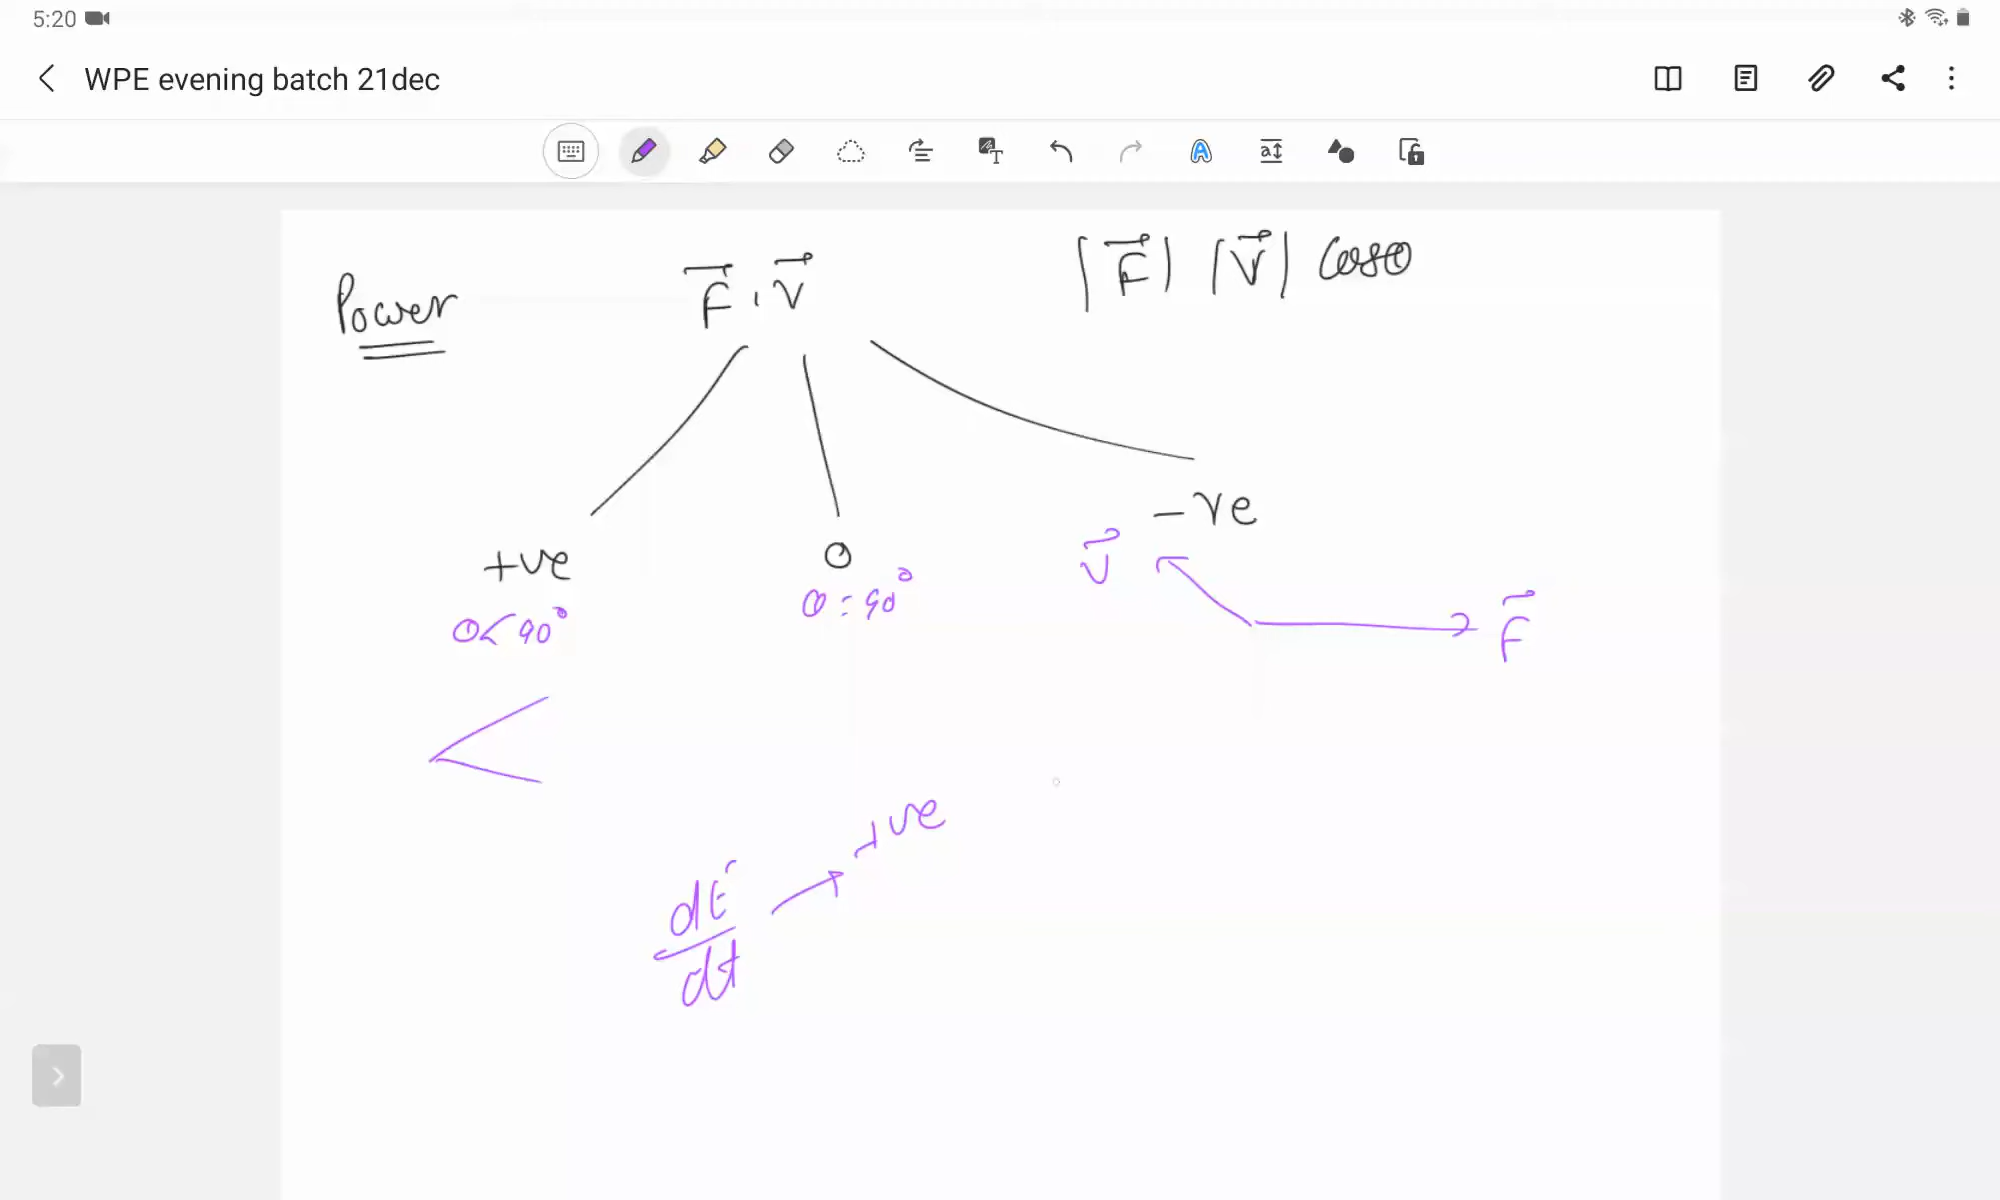 5:20
WPE evening batch 21dec
Power
F⃗ . V⃗
|F⃗| |V⃗| Cosθ
+ve
0
-ve
θ < 90°
θ = 90°
V⃗
F⃗
+ve
dE
dt